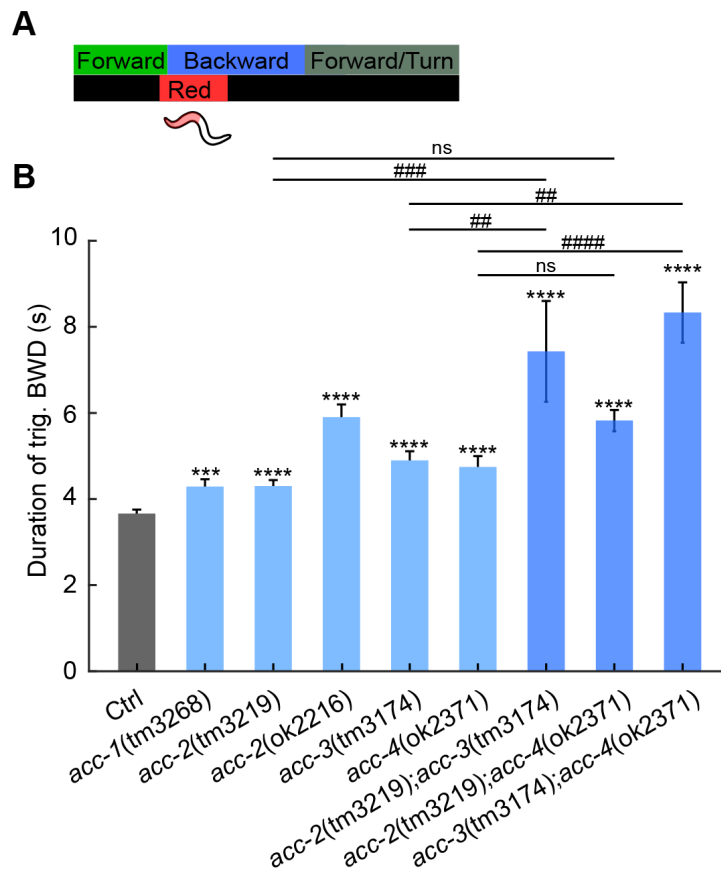 A
Forward Backward Forward/Turn
Red
B
ns
###
##
##
####
ns
Duration of trig. BWD (s)
10
8
6
4
2
0
***
****
****
****
****
****
****
****
Ctrl
acc-1(tm3268)
acc-2(tm3219)
acc-2(ok2216)
acc-3(tm3174)
acc-4(ok2371)
acc-2(tm3219);acc-3(tm3174)
acc-2(tm3219);acc-4(ok2371)
acc-3(tm3174);acc-4(ok2371)